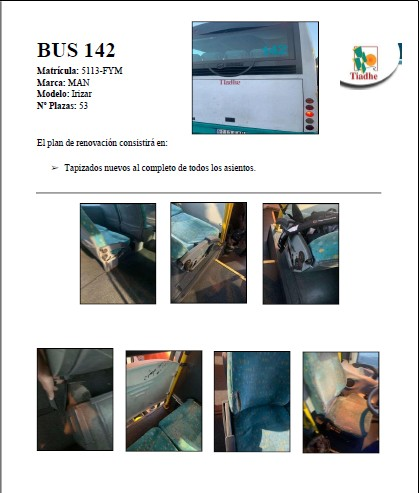 BUS 142
Matrícula: 5113-FYM
Marca: MAN
Modelo: Irizar
Nº Plazas: 53
Tiadhe
Tiadhe
El plan de renovación consistirá en:
➢ Tapizados nuevos al completo de todos los asientos.